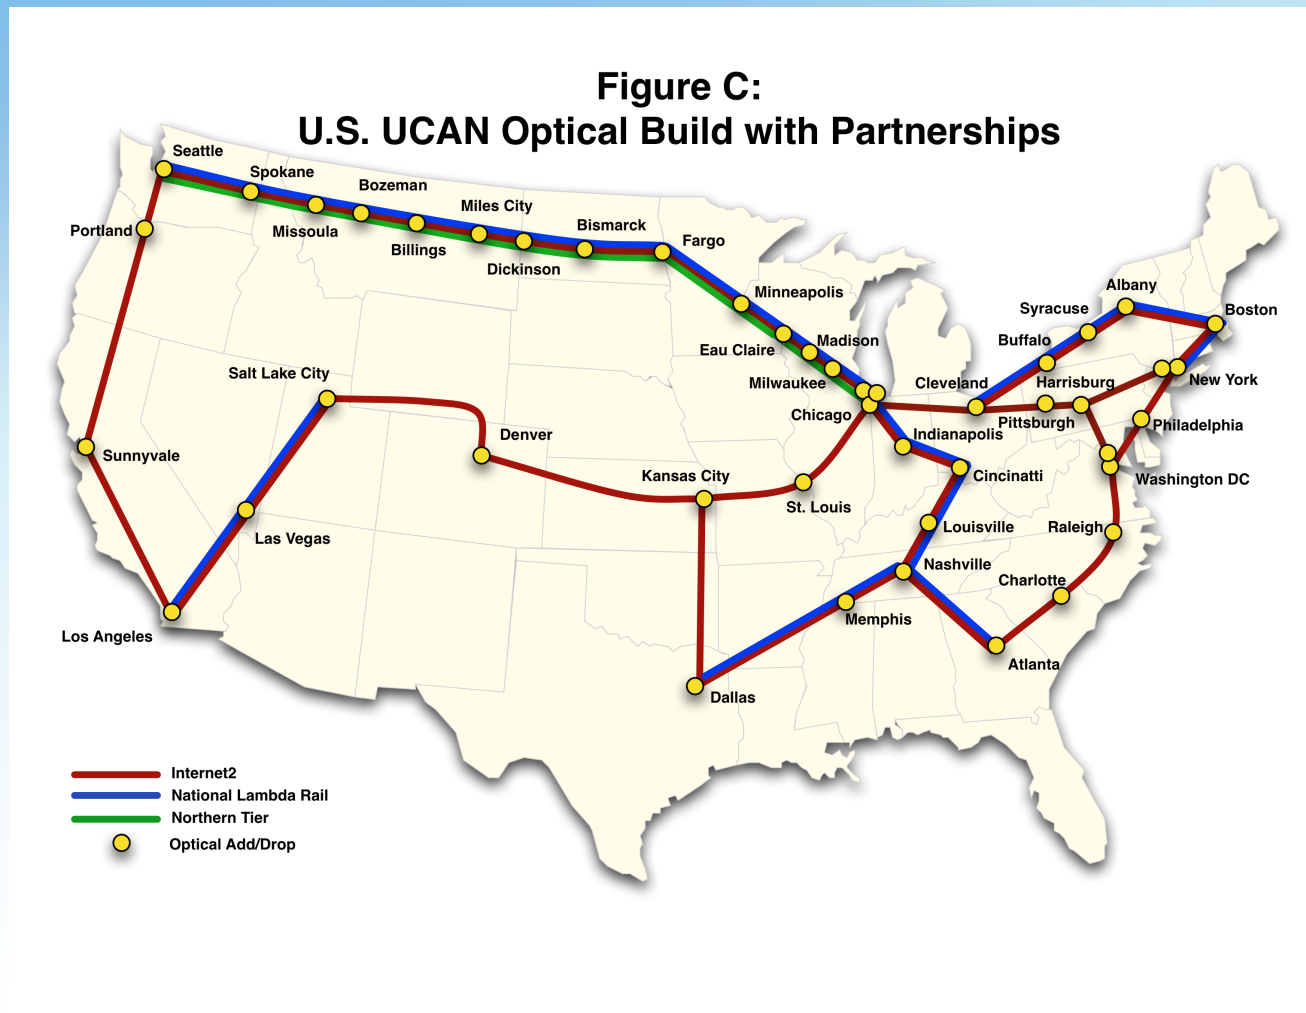 Figure C:
U.S. UCAN Optical Build with Partnerships
Seattle
Spokane
Bozeman
Miles City
Bismarck
Fargo
Portland
Missoula
Billings
Dickinson
Minneapolis
Albany
Syracuse
Boston
Buffalo
Madison
Eau Claire
Milwaukee
Salt Lake City
Cleveland
Harrisburg
New York
Chicago
Pittsburgh
Philadelphia
Denver
Indianapolis
Sunnyvale
Kansas City
Cincinatti
Washington DC
St. Louis
Las Vegas
Louisville
Raleigh
Nashville
Charlotte
Los Angeles
Memphis
Atlanta
Dallas
Internet2
National Lambda Rail
Northern Tier
Optical Add/Drop